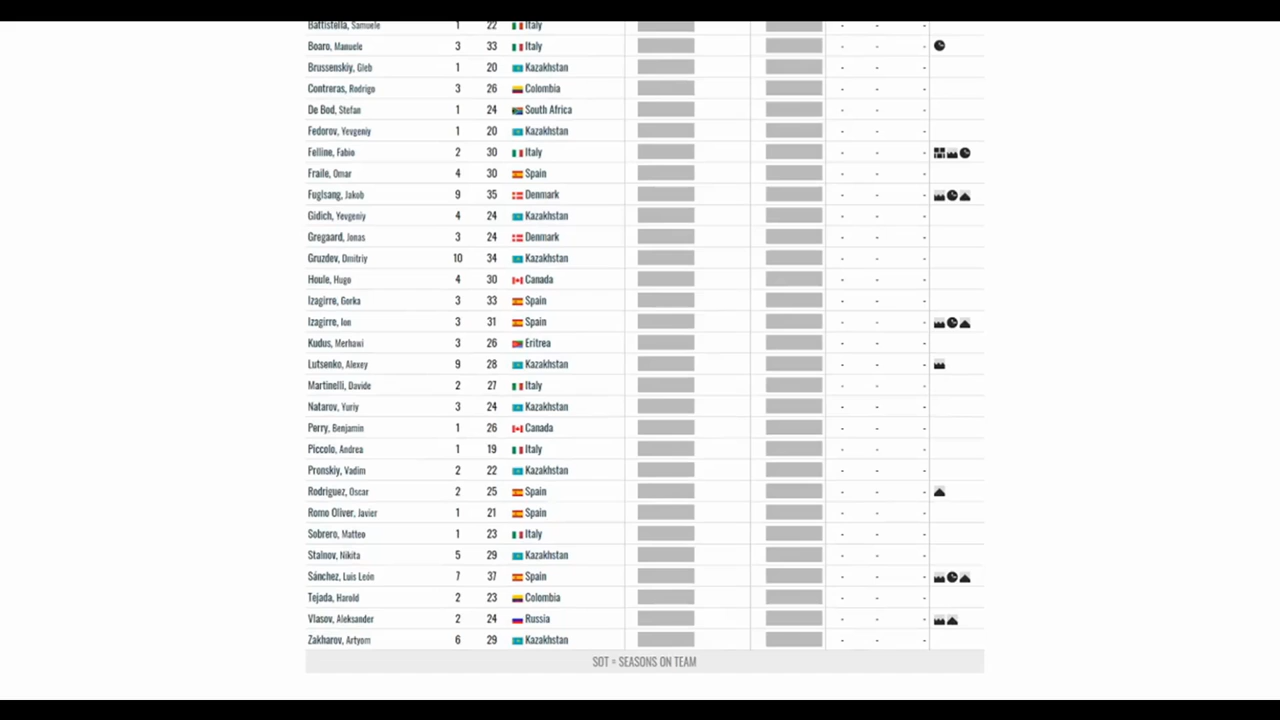 Battistella, Samuele 1 22 Italy - - -
Boaro, Manuele 3 33 Italy - - -
Brussenskiy, Gleb 1 20 Kazakhstan - - -
Contreras, Rodrigo 3 26 Colombia - - -
De Bod, Stefan 1 24 South Africa - - -
Fedorov, Yevgeniy 1 20 Kazakhstan - - -
Felline, Fabio 2 30 Italy - - -
Fraile, Omar 4 30 Spain - - -
Fuglsang, Jakob 9 35 Denmark - - -
Gidich, Yevgeniy 4 24 Kazakhstan - - -
Gregaard, Jonas 3 24 Denmark - - -
Gruzdev, Dmitriy 10 34 Kazakhstan - - -
Houle, Hugo 4 30 Canada - - -
Izagirre, Gorka 3 33 Spain - - -
Izagirre, Ion 3 31 Spain - - -
Kudus, Merhawi 3 26 Eritrea - - -
Lutsenko, Alexey 9 28 Kazakhstan - - -
Martinelli, Davide 2 27 Italy - - -
Natarov, Yuriy 3 24 Kazakhstan - - -
Perry, Benjamin 1 26 Canada - - -
Piccolo, Andrea 1 19 Italy - - -
Pronskiy, Vadim 2 22 Kazakhstan - - -
Rodriguez, Oscar 2 25 Spain - - -
Romo Oliver, Javier 1 21 Spain - - -
Sobrero, Matteo 1 23 Italy - - -
Stalnov, Nikita 5 29 Kazakhstan - - -
Sánchez, Luis León 7 37 Spain - - -
Tejada, Harold 2 23 Colombia - - -
Vlasov, Aleksander 2 24 Russia - - -
Zakharov, Artyom 6 29 Kazakhstan - - -
SOT = SEASONS ON TEAM